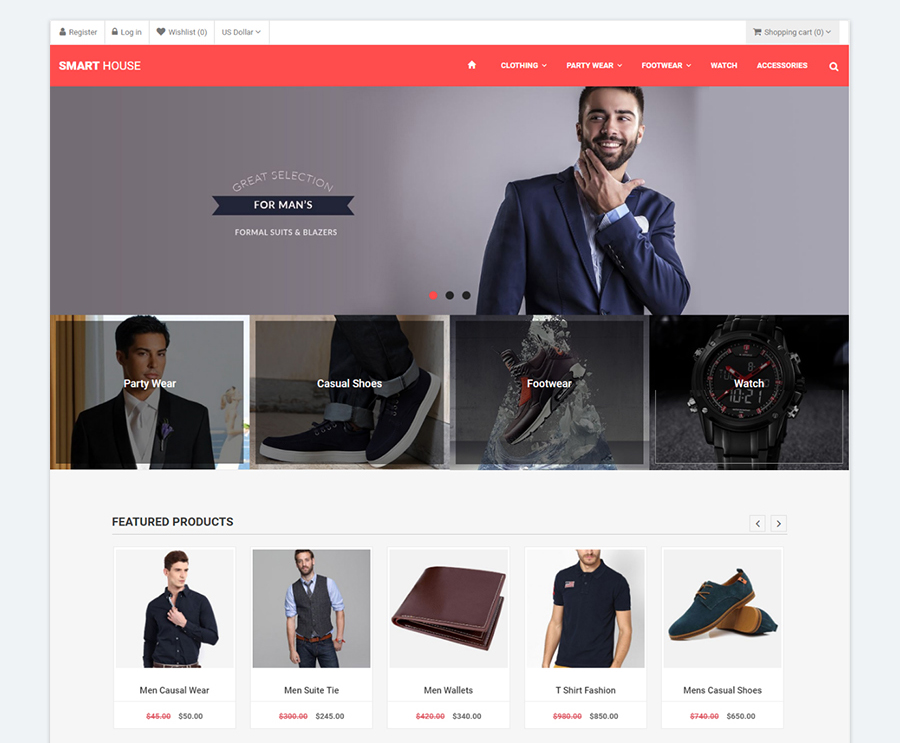 Register Log in Wishlist (0) US Dollar Shopping cart (0)
SMART HOUSE CLOTHING PARTY WEAR FOOTWEAR WATCH ACCESSORIES
GREAT SELECTION
FOR MAN'S
FORMAL SUITS & BLAZERS
Party Wear Casual Shoes Footwear Watch
FEATURED PRODUCTS
Men Causal Wear Men Suite Tie Men Wallets T Shirt Fashion Mens Casual Shoes
$45.00 $50.00 $300.00 $245.00 $420.00 $340.00 $980.00 $850.00 $740.00 $650.00